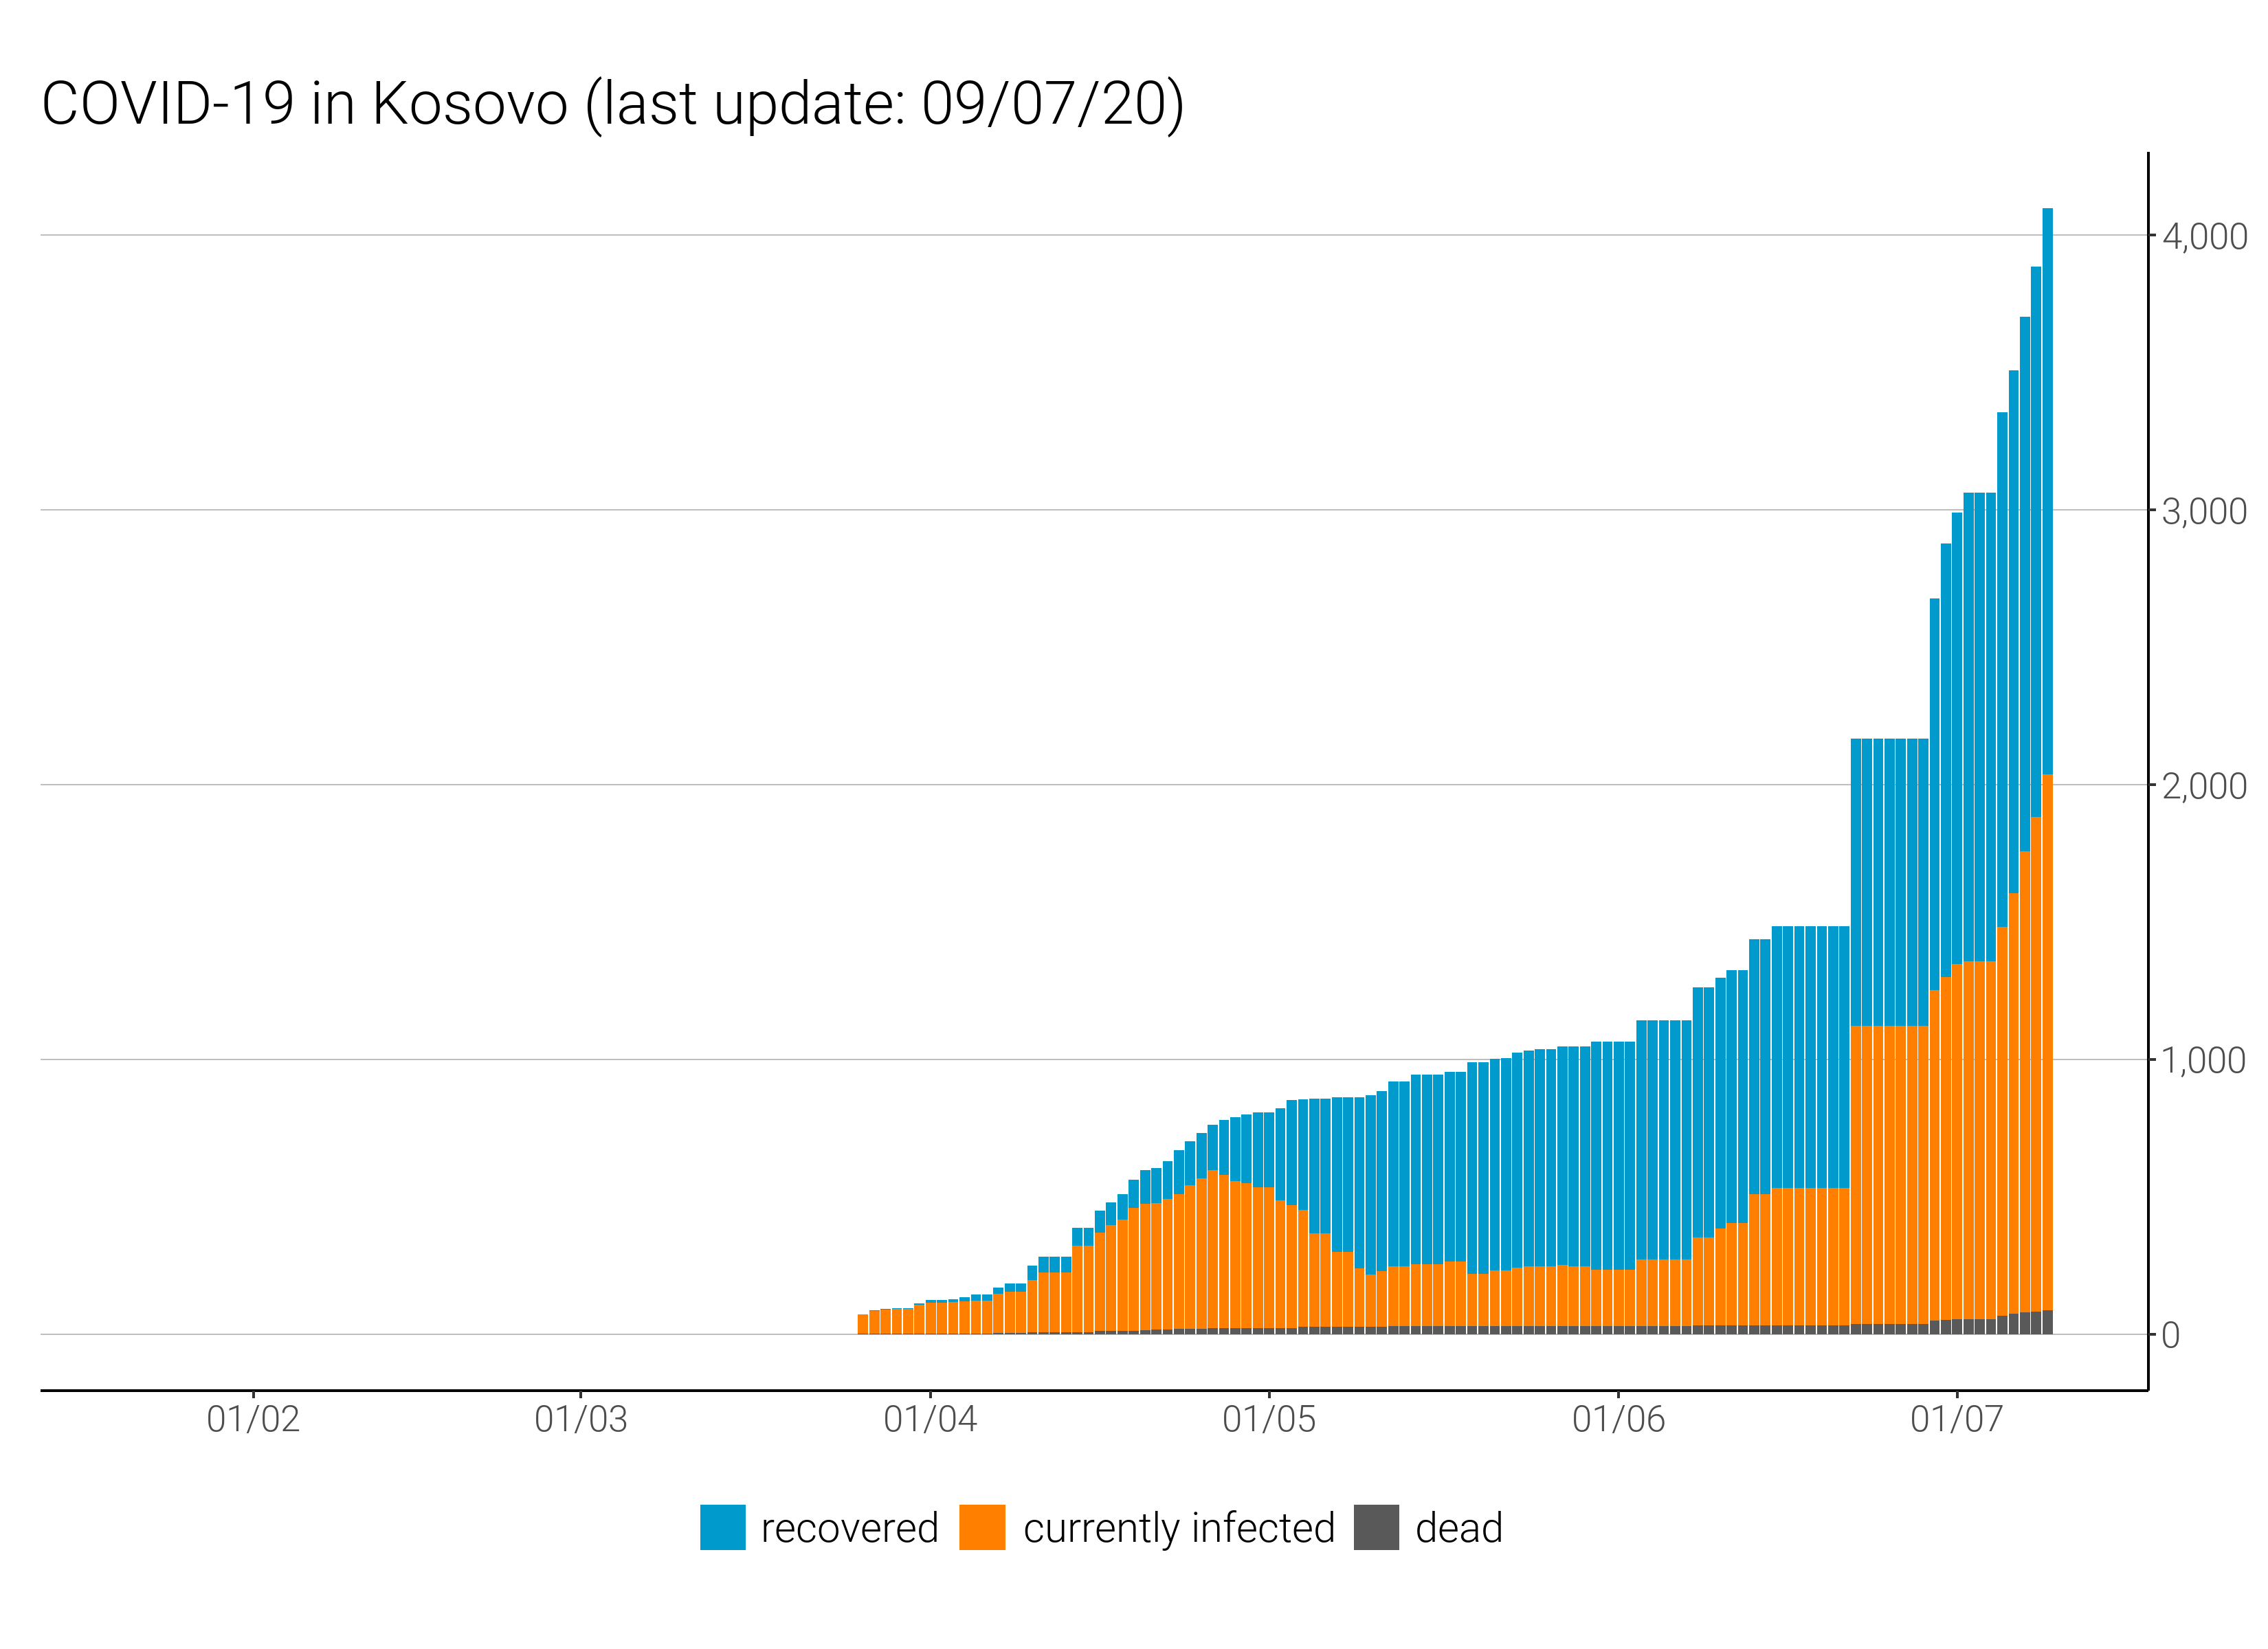 COVID-19 in Kosovo (last update: 09/07/20)
4,000
3,000
2,000
1,000
0
01/02 01/03 01/04 01/05 01/06 01/07
recovered currently infected dead